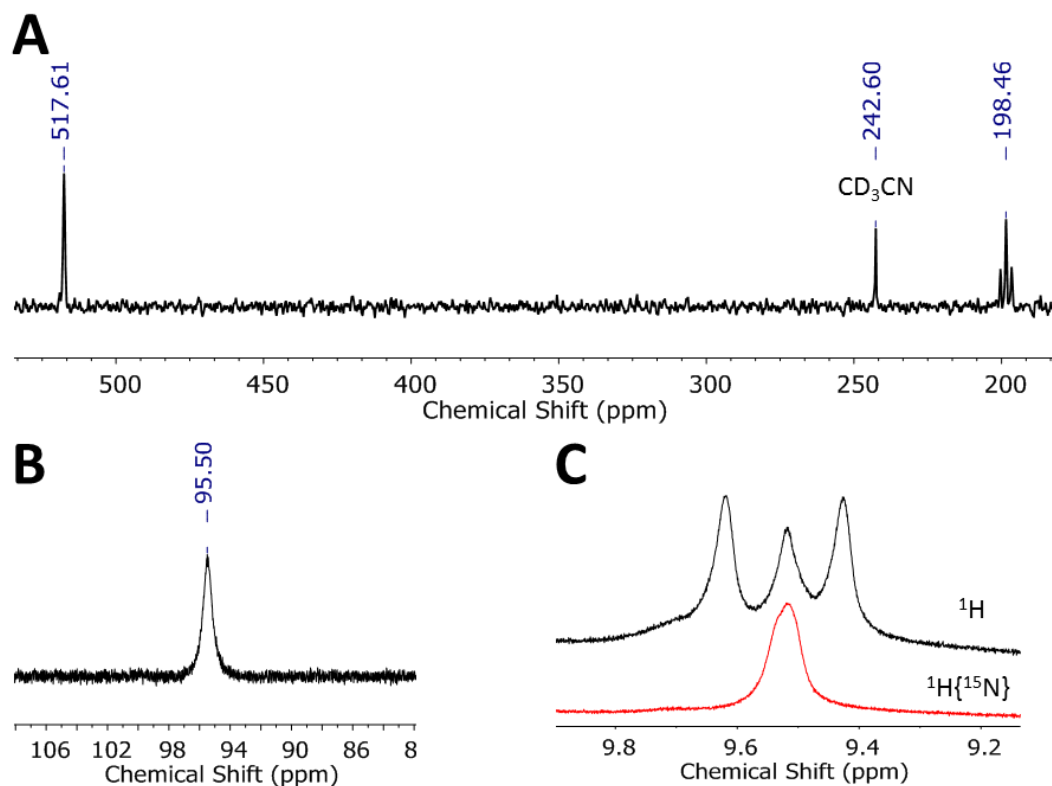 A
517.61
242.60
198.46
CD₃CN
500 450 400 350 300 250 200
Chemical Shift (ppm)
B
95.50
106 102 98 94 90 86 8
Chemical Shift (ppm)
C
¹H
¹H{¹⁵N}
9.8 9.6 9.4 9.2
Chemical Shift (ppm)